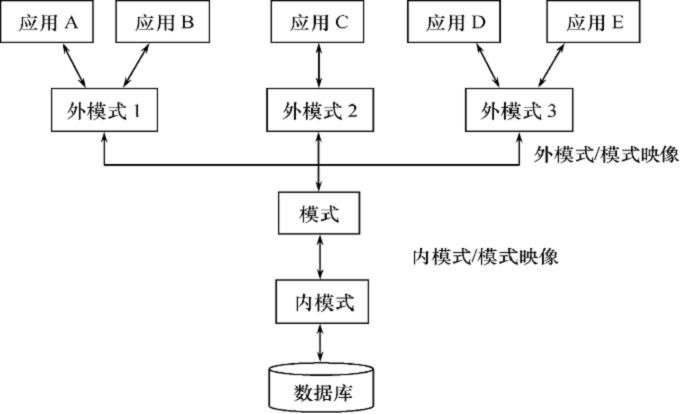 应用 A
应用 B
应用 C
应用 D
应用 E
外模式 1
外模式 2
外模式 3
外模式/模式映像
模式
内模式/模式映像
内模式
数据库